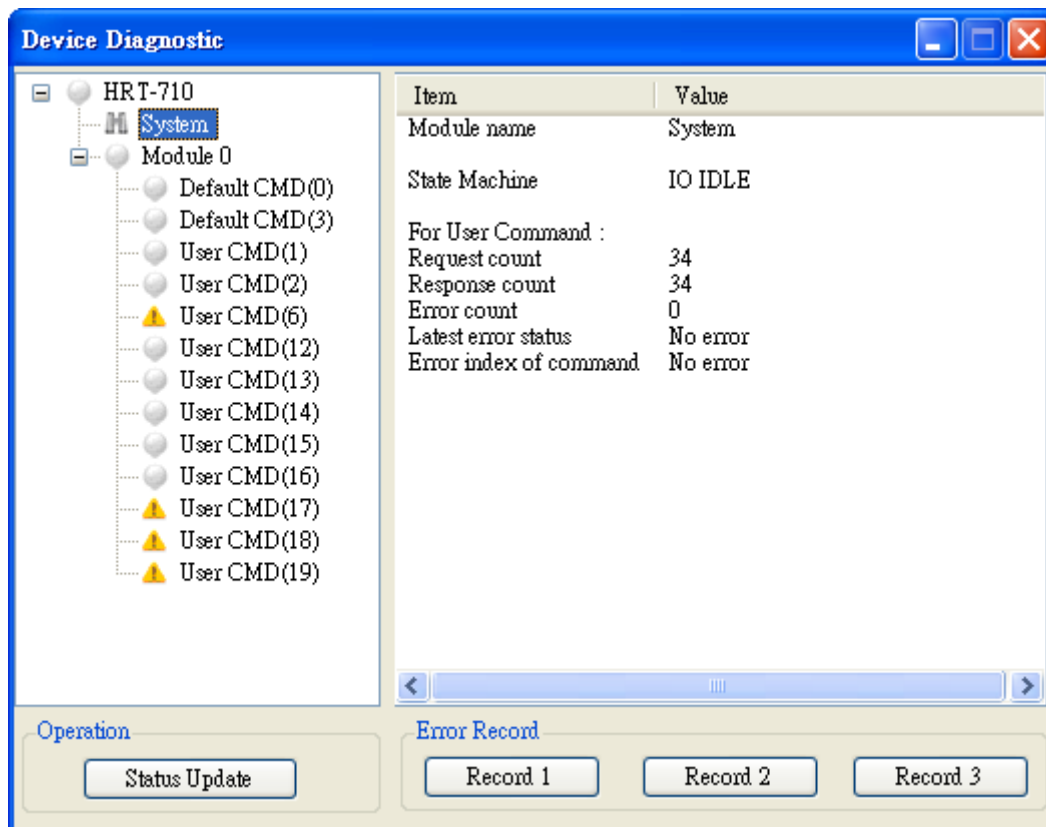 Device Diagnostic
HRT-710
System
Module 0
Default CMD(0)
Default CMD(3)
User CMD(1)
User CMD(2)
User CMD(6)
User CMD(12)
User CMD(13)
User CMD(14)
User CMD(15)
User CMD(16)
User CMD(17)
User CMD(18)
User CMD(19)
Item Value
Module name System
State Machine IO IDLE
For User Command :
Request count 34
Response count 34
Error count 0
Latest error status No error
Error index of command No error
Operation
Status Update
Error Record
Record 1 Record 2 Record 3